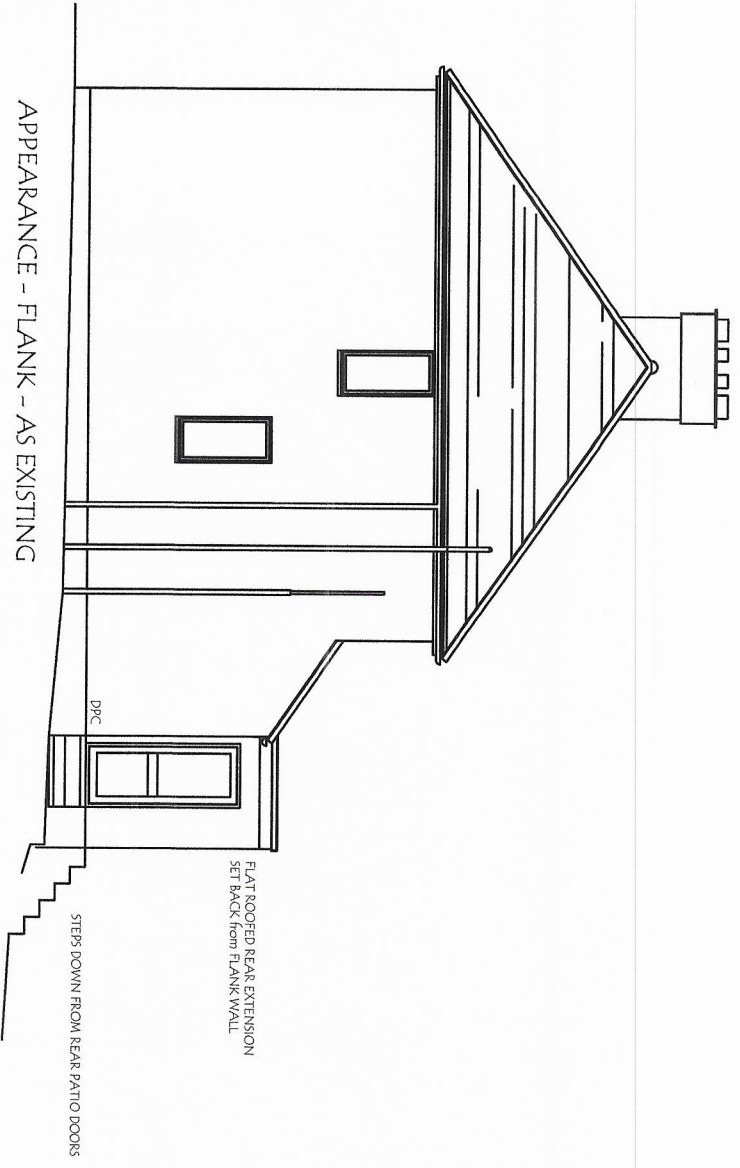 FLAT ROOFED REAR EXTENSION
SET BACK from FLANK WALL
DPC
STEPS DOWN FROM REAR PATIO DOORS
APPEARANCE - FLANK - AS EXISTING